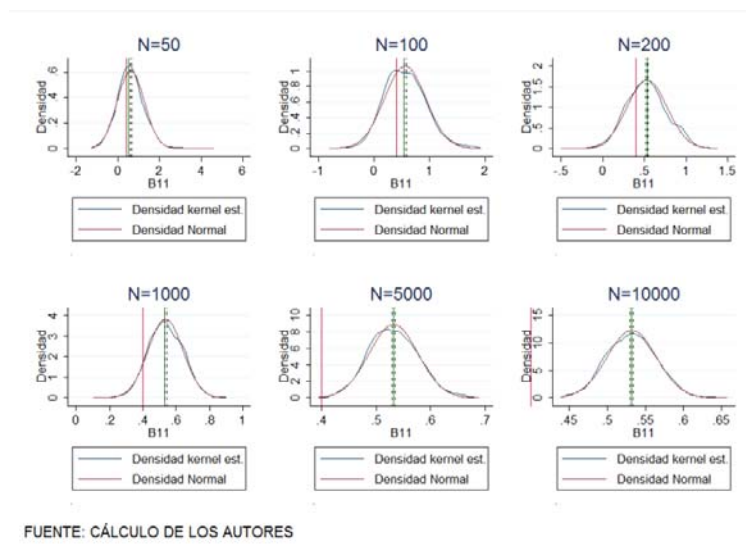 N=50
N=100
N=200
Densidad
0 .2 .4 .6
-2 0 2 4 6
B11
Densidad
0 .2 .4 .6 .8 1
-1 0 1 2
B11
Densidad
0 .5 1 1.5 2
-.5 0 .5 1 1.5
B11
Densidad kernel est.
Densidad Normal
Densidad kernel est.
Densidad Normal
Densidad kernel est.
Densidad Normal
N=1000
N=5000
N=10000
Densidad
0 1 2 3 4
0 .2 .4 .6 .8 1
B11
Densidad
0 2 4 6 8 10
.4 .5 .6 .7
B11
Densidad
0 5 10 15
.45 .5 .55 .6 .65
B11
Densidad kernel est.
Densidad Normal
Densidad kernel est.
Densidad Normal
Densidad kernel est.
Densidad Normal
FUENTE: CÁLCULO DE LOS AUTORES